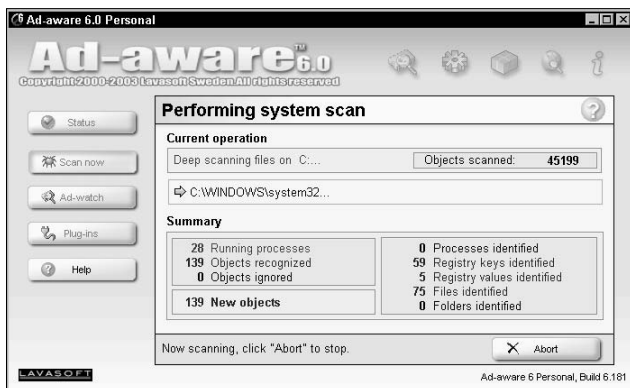 Ad-aware 6.0 Personal
Ad-aware 6.0
TM
Copyright 2000-2003 Lavasoft Sweden All rights reserved
Status
Scan now
Ad-watch
Plug-ins
Help
Performing system scan
Current operation
Deep scanning files on C:...
Objects scanned: 45199
C:\WINDOWS\system32...
Summary
28 Running processes
139 Objects recognized
0 Objects ignored
139 New objects
0 Processes identified
59 Registry keys identified
5 Registry values identified
75 Files identified
0 Folders identified
Now scanning, click "Abort" to stop.
Abort
LAVASOFT
Ad-aware 6 Personal, Build 6.181